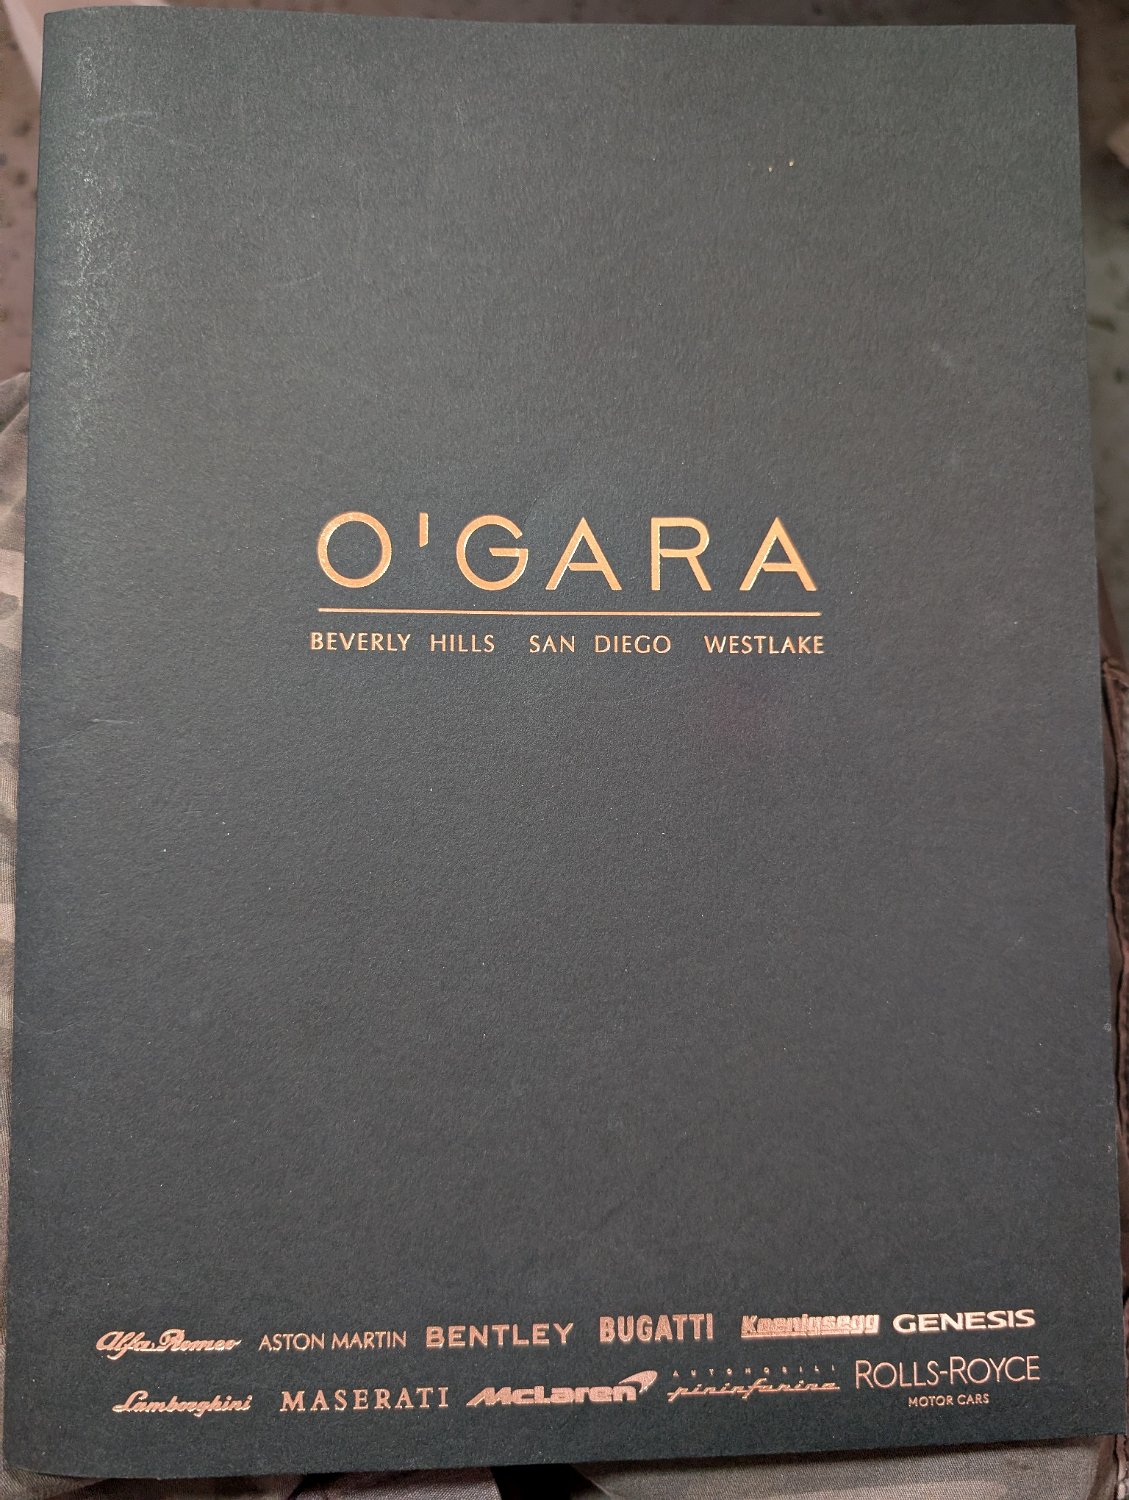 O'GARA
BEVERLY HILLS SAN DIEGO WESTLAKE
Alfa Romeo ASTON MARTIN BENTLEY BUGATTI Koenigsegg GENESIS
Lamborghini MASERATI McLaren AUTOMOBILI pininfarina ROLLS-ROYCE
MOTOR CARS